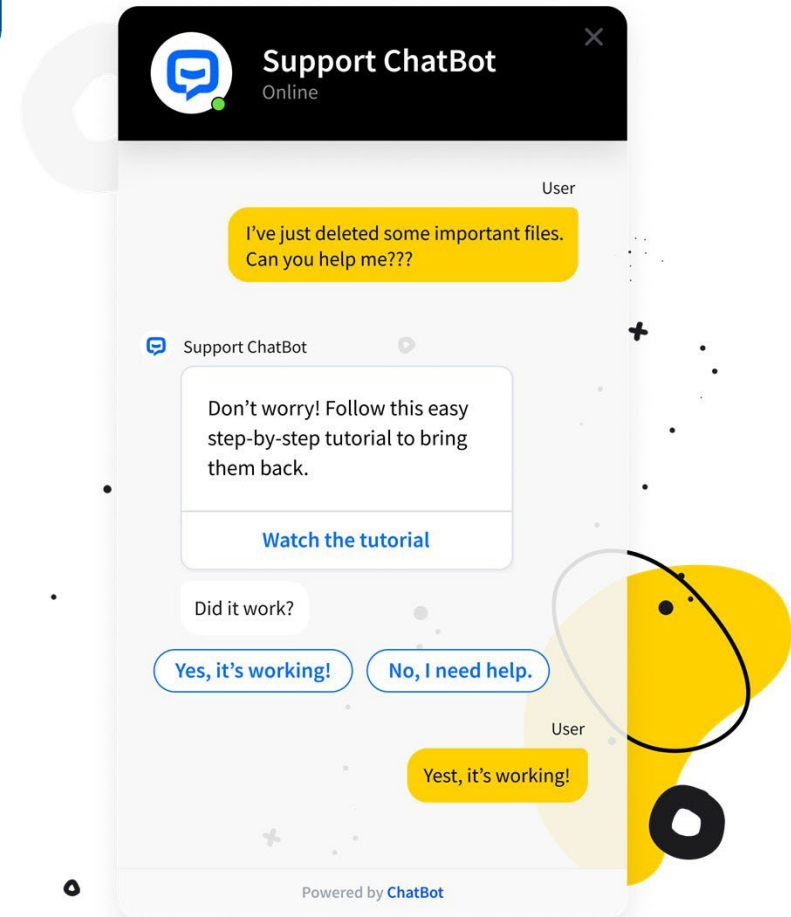 Support ChatBot
Online
User
I’ve just deleted some important files.
Can you help me???
Support ChatBot
Don’t worry! Follow this easy
step-by-step tutorial to bring
them back.
Watch the tutorial
Did it work?
Yes, it’s working!
No, I need help.
User
Yest, it’s working!
Powered by ChatBot